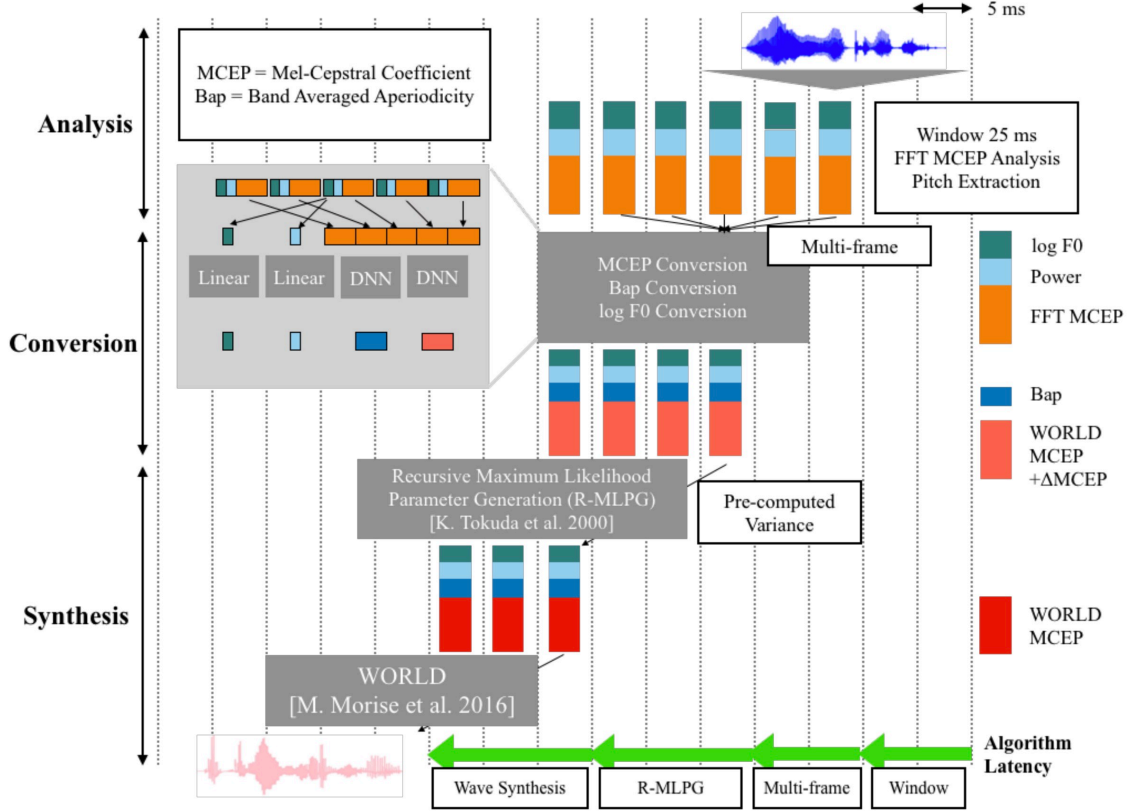 5 ms
MCEP = Mel-Cepstral Coefficient
Bap = Band Averaged Aperiodicity
Analysis
Window 25 ms
FFT MCEP Analysis
Pitch Extraction
Multi-frame
log F0
Power
FFT MCEP
Linear
Linear
DNN
DNN
MCEP Conversion
Bap Conversion
log F0 Conversion
Conversion
Bap
WORLD
MCEP
+ΔMCEP
Recursive Maximum Likelihood
Parameter Generation (R-MLPG)
[K. Tokuda et al. 2000]
Pre-computed
Variance
Synthesis
WORLD
MCEP
WORLD
[M. Morise et al. 2016]
Algorithm
Latency
Wave Synthesis
R-MLPG
Multi-frame
Window